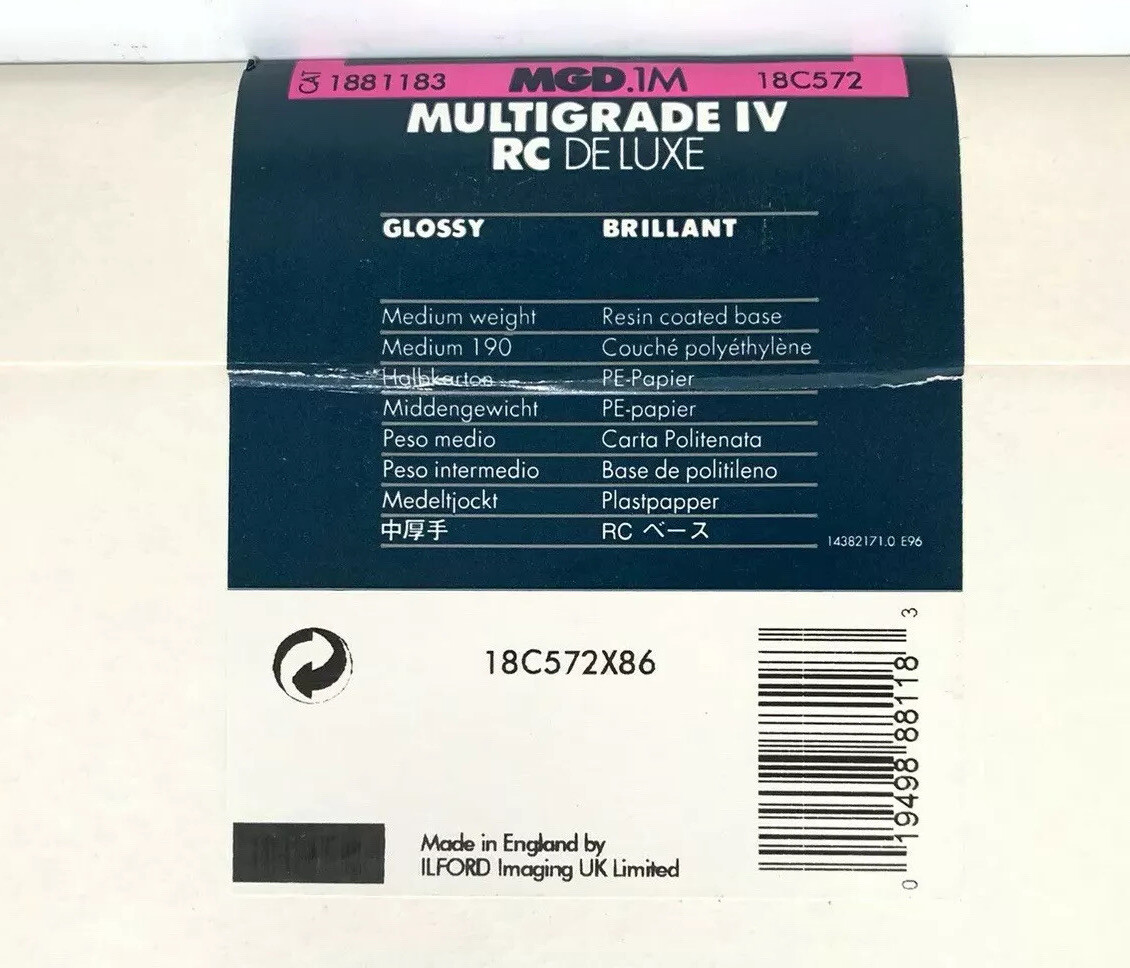 CAT 1881183 MGD.1M 18C572
MULTIGRADE IV
RC DE LUXE
GLOSSY BRILLANT
Medium weight Resin coated base
Medium 190 Couché polyéthylène
Halbkarton PE-Papier
Middengewicht PE-papier
Peso medio Carta Politenata
Peso intermedio Base de politileno
Medeltjockt Plastpapper
中厚手 RC ベース
14382171.0 E96
18C572X86
0 19498 88118 3
Made in England by
ILFORD Imaging UK Limited